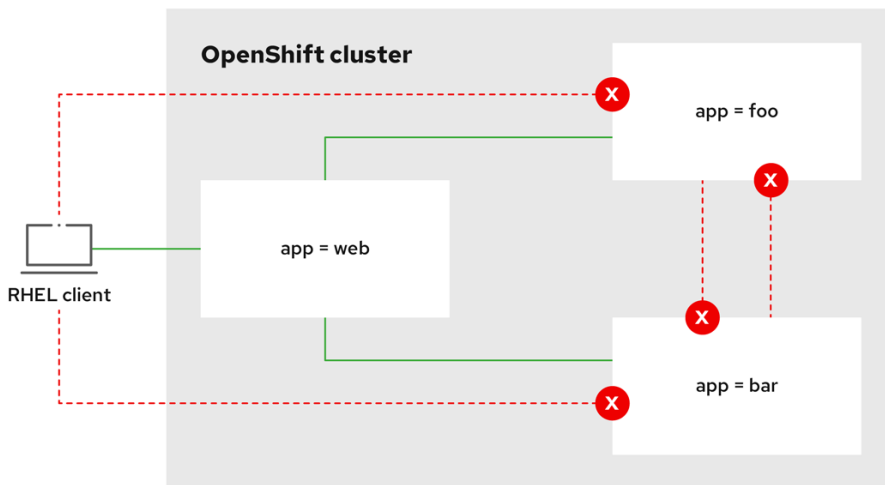 OpenShift cluster
X
app = foo
X
app = web
RHEL client
X
app = bar
X